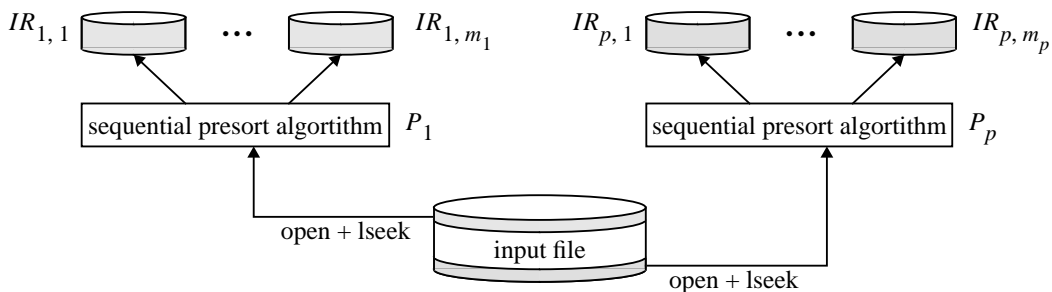 IR1, 1 ••• IR1, m1 IRp, 1 ••• IRp, mp
sequential presort algortithm P1 sequential presort algortithm Pp
open + lseek
input file
open + lseek